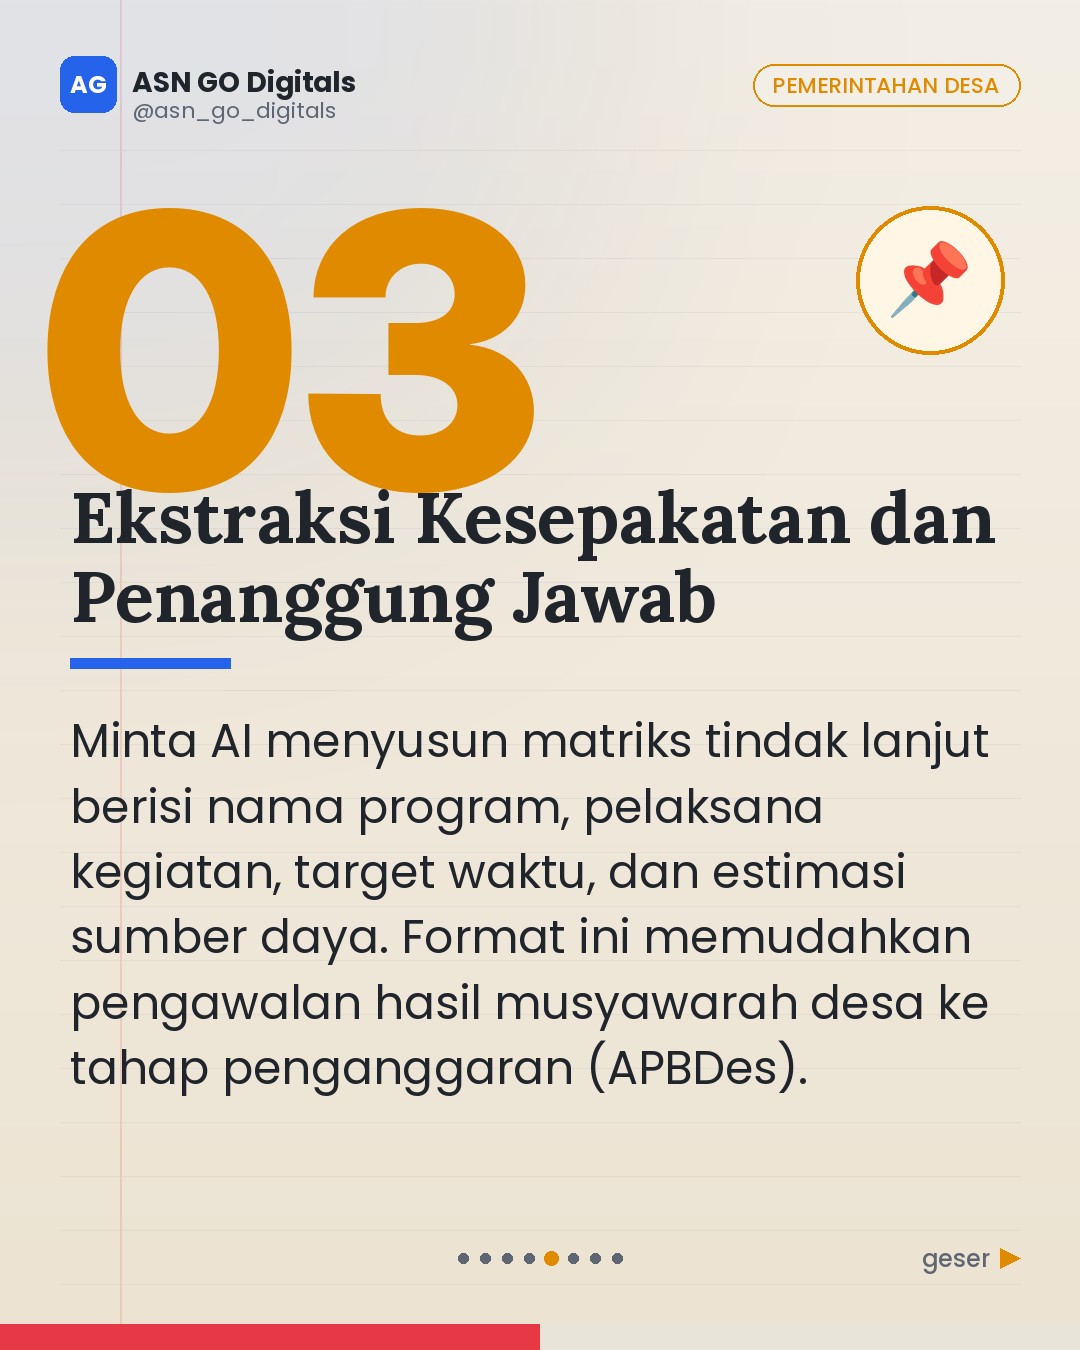 AG
ASN GO Digitals
@asn_go_digitals
PEMERINTAHAN DESA
03
Ekstraksi Kesepakatan dan
Penanggung Jawab
Minta AI menyusun matriks tindak lanjut
berisi nama program, pelaksana
kegiatan, target waktu, dan estimasi
sumber daya. Format ini memudahkan
pengawalan hasil musyawarah desa ke
tahap penganggaran (APBDes).
geser